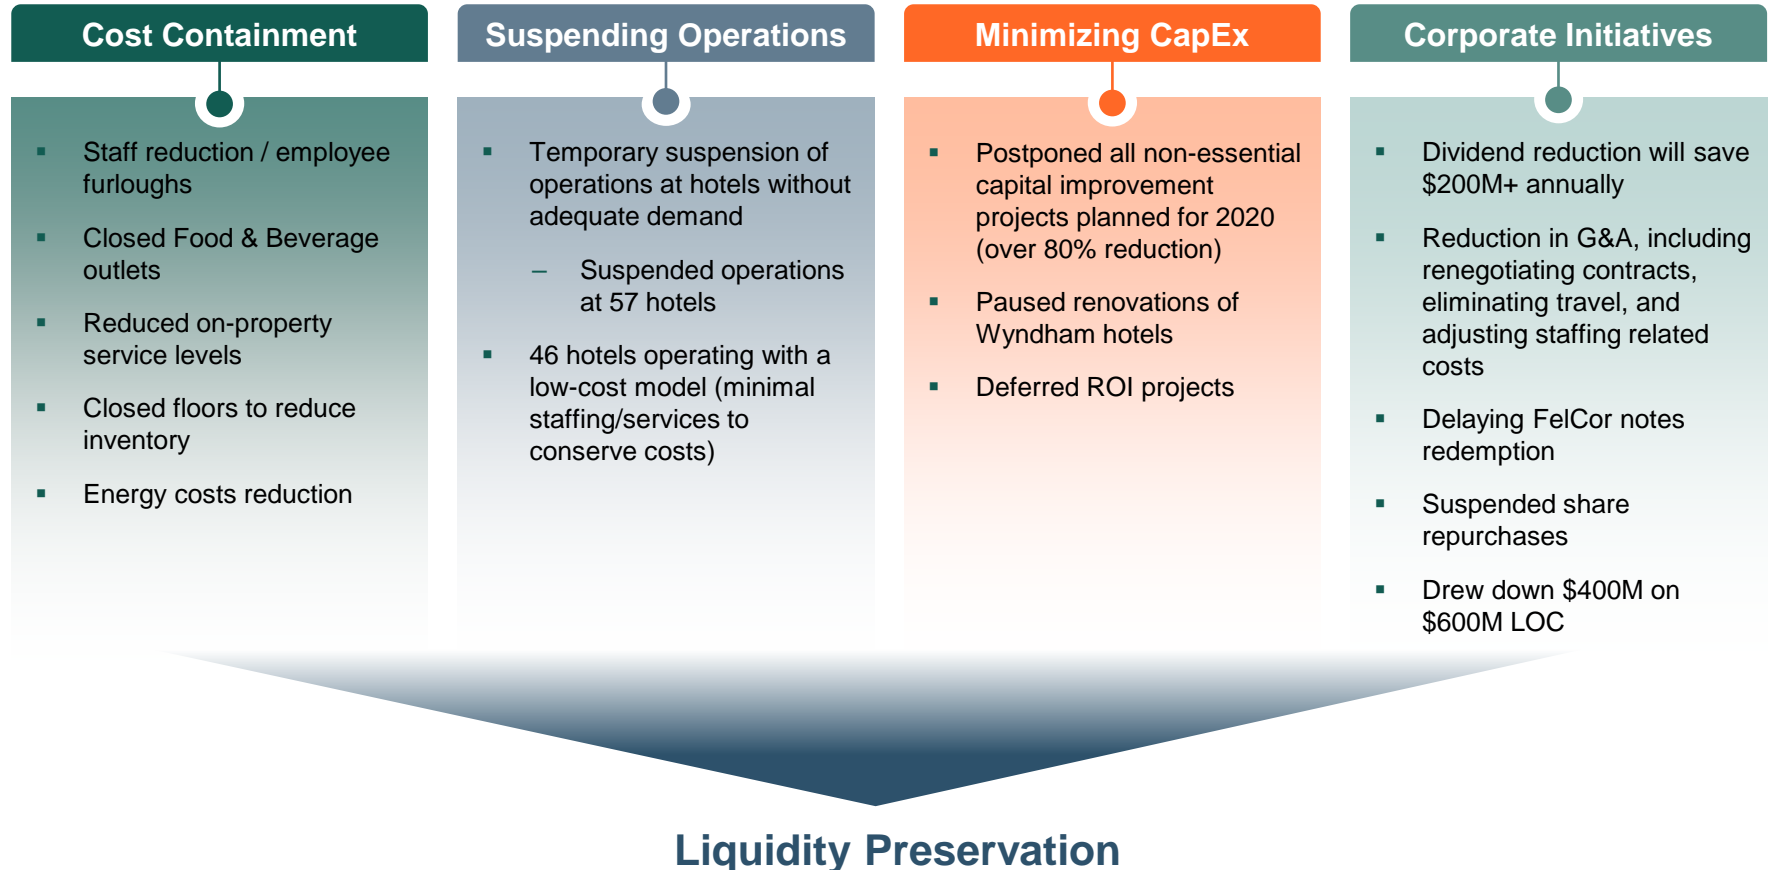 Cost Containment
▪ Staff reduction / employee
furloughs
▪ Closed Food & Beverage
outlets
▪ Reduced on-property
service levels
▪ Closed floors to reduce
inventory
▪ Energy costs reduction
Suspending Operations
▪ Temporary suspension of
operations at hotels without
adequate demand
– Suspended operations
at 57 hotels
▪ 46 hotels operating with a
low-cost model (minimal
staffing/services to
conserve costs)
Minimizing CapEx
▪ Postponed all non-essential
capital improvement
projects planned for 2020
(over 80% reduction)
▪ Paused renovations of
Wyndham hotels
▪ Deferred ROI projects
Corporate Initiatives
▪ Dividend reduction will save
$200M+ annually
▪ Reduction in G&A, including
renegotiating contracts,
eliminating travel, and
adjusting staffing related
costs
▪ Delaying FelCor notes
redemption
▪ Suspended share
repurchases
▪ Drew down $400M on
$600M LOC
Liquidity Preservation